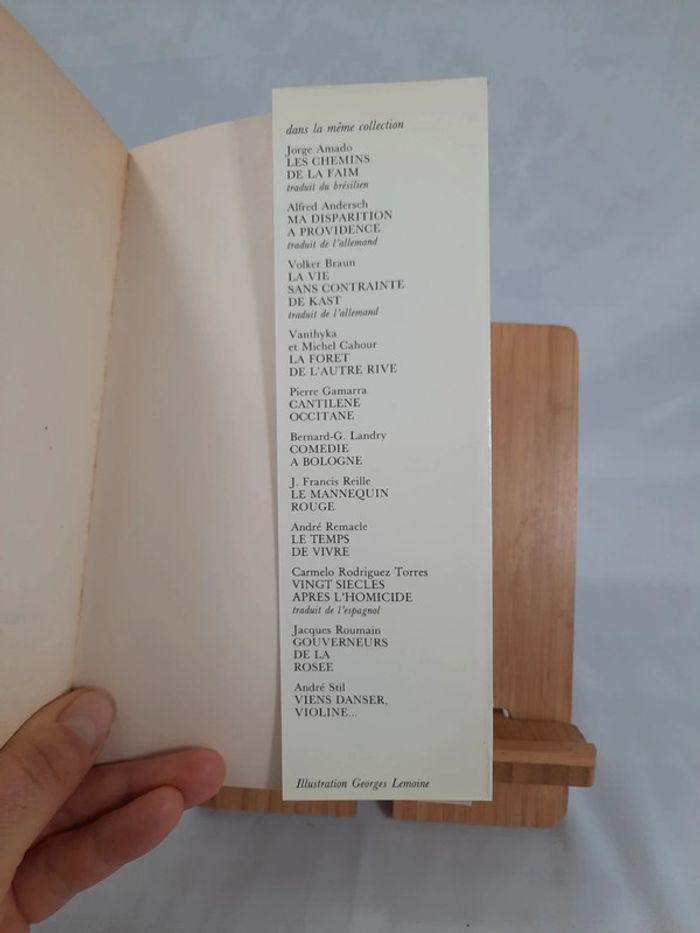 dans la même collection
Jorge Amado
LES CHEMINS
DE LA FAIM
traduit du brésilien
Alfred Andersch
MA DISPARITION
A PROVIDENCE
traduit de l'allemand
Volker Braun
LA VIE
SANS CONTRAINTE
DE KAST
traduit de l'allemand
Vanthyka
et Michel Cahour
LA FORET
DE L'AUTRE RIVE
Pierre Gamarra
CANTILENE
OCCITANE
Bernard-G. Landry
COMEDIE
A BOLOGNE
J. Francis Reille
LE MANNEQUIN
ROUGE
André Remacle
LE TEMPS
DE VIVRE
Carmelo Rodriguez Torres
VINGT SIECLES
APRES L'HOMICIDE
traduit de l'espagnol
Jacques Roumain
GOUVERNEURS
DE LA
ROSEE
André Stil
VIENS DANSER,
VIOLINE...
Illustration Georges Lemoine